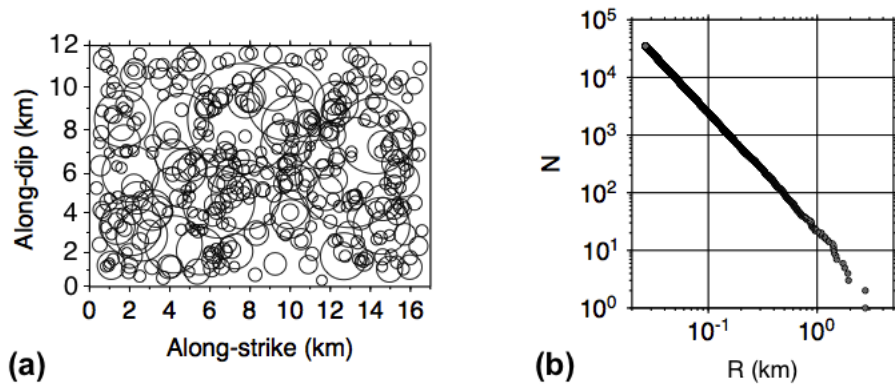 12
10
8
6
4
2
0
Along-dip (km)
0 2 4 6 8 10 12 14 16
Along-strike (km)
(a)
10^5
10^4
10^3
10^2
10^1
10^0
N
10^-1 10^0
R (km)
(b)